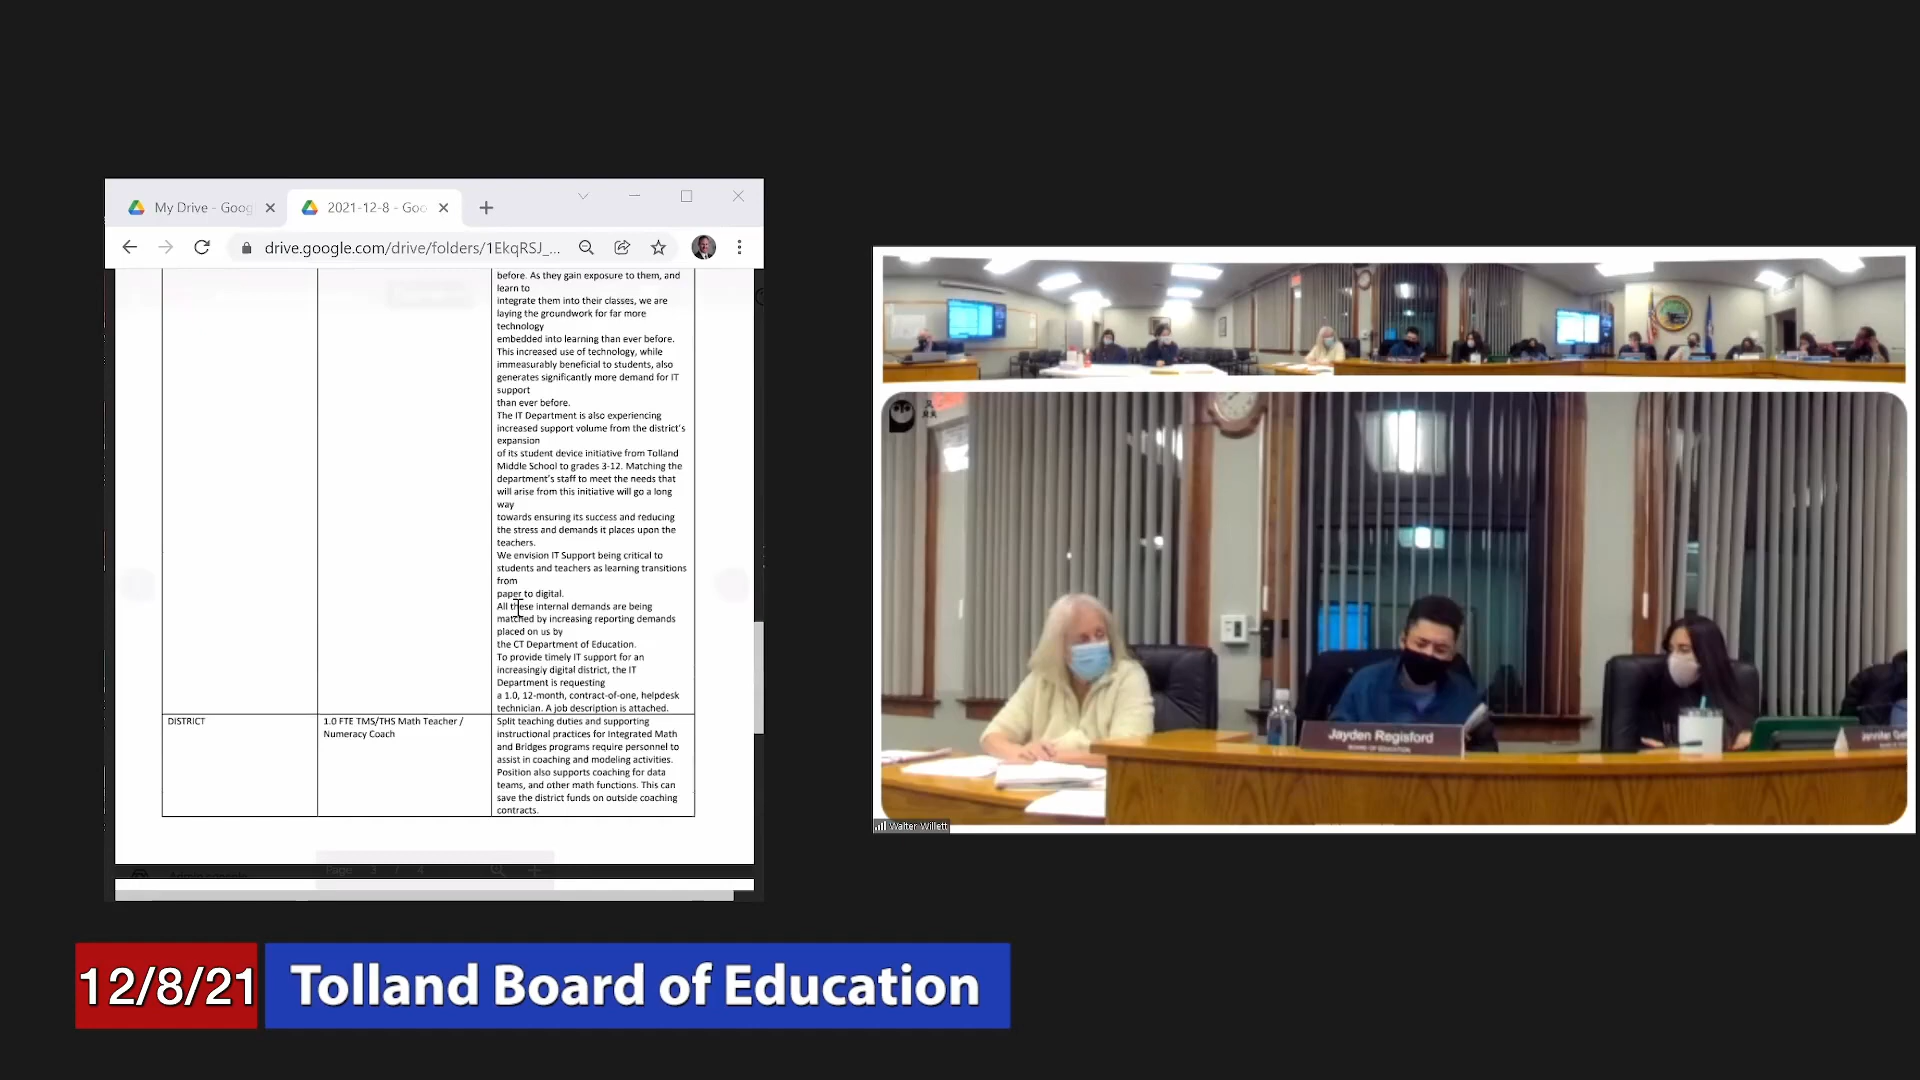 My Drive - Goog
2021-12-8 - Goo
drive.google.com/drive/folders/1EkqRSJ_...
before. As they gain exposure to them, and
learn to
integrate them into their classes, we are
laying the groundwork for far more
technology
embedded into learning than ever before.
This increased use of technology, while
immeasurably beneficial to students, also
generates significantly more demand for IT
support
than ever before.
The IT Department is also experiencing
increased support volume from the district's
expansion
of its student device initiative from Tolland
Middle School to grades 3-12. Matching the
department's staff to meet the needs that
will arise from this initiative will go a long
way
towards ensuring its success and reducing
the stress and demands it places upon the
teachers.
We envision IT Support being critical to
students and teachers as learning transitions
from
paper to digital.
All these internal demands are being
matched by increasing reporting demands
placed on us by
the CT Department of Education.
To provide timely IT support for an
increasingly digital district, the IT
Department is requesting
a 1.0, 12-month, contract-of-one, helpdesk
technician. A job description is attached.
DISTRICT
1.0 FTE TMS/THS Math Teacher /
Numeracy Coach
Split teaching duties and supporting
instructional practices for Integrated Math
and Bridges programs require personnel to
assist in coaching and modeling activities.
Position also supports coaching for data
teams, and other math functions. This can
save the district funds on outside coaching
contracts.
Page 3 / 4
Jayden Regisford
BOARD OF EDUCATION
Jennifer
Walter Willett
12/8/21
Tolland Board of Education